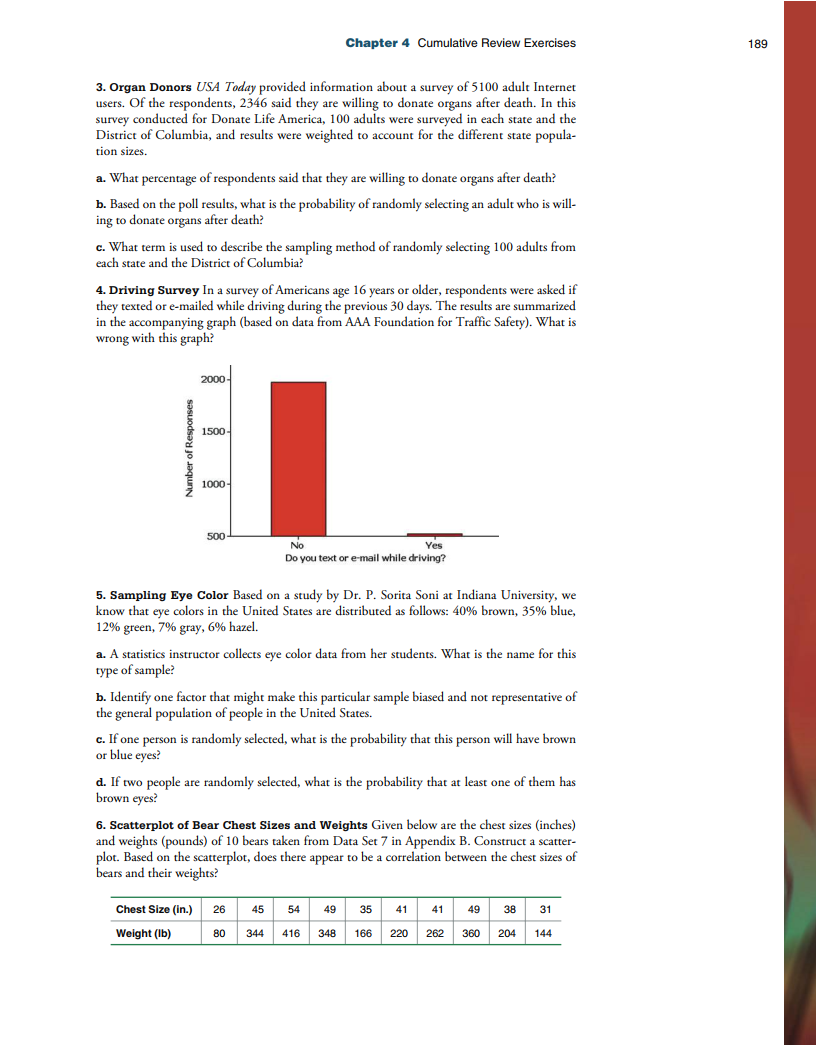 Chapter 4 Cumulative Review Exercises 189
3. Organ Donors USA Today provided information about a survey of 5100 adult Internet
users. Of the respondents, 2346 said they are willing to donate organs after death. In this
survey conducted for Donate Life America, 100 adults were surveyed in each state and the
District of Columbia, and results were weighted to account for the different state popula-
tion sizes.
a. What percentage of respondents said that they are willing to donate organs after death?
b. Based on the poll results, what is the probability of randomly selecting an adult who is will-
ing to donate organs after death?
c. What term is used to describe the sampling method of randomly selecting 100 adults from
each state and the District of Columbia?
4. Driving Survey In a survey of Americans age 16 years or older, respondents were asked if
they texted or e-mailed while driving during the previous 30 days. The results are summarized
in the accompanying graph (based on data from AAA Foundation for Traffic Safety). What is
wrong with this graph?
Number of Responses
2000
1500
1000
500
No Yes
Do you text or e-mail while driving?
5. Sampling Eye Color Based on a study by Dr. P. Sorita Soni at Indiana University, we
know that eye colors in the United States are distributed as follows: 40% brown, 35% blue,
12% green, 7% gray, 6% hazel.
a. A statistics instructor collects eye color data from her students. What is the name for this
type of sample?
b. Identify one factor that might make this particular sample biased and not representative of
the general population of people in the United States.
c. If one person is randomly selected, what is the probability that this person will have brown
or blue eyes?
d. If two people are randomly selected, what is the probability that at least one of them has
brown eyes?
6. Scatterplot of Bear Chest Sizes and Weights Given below are the chest sizes (inches)
and weights (pounds) of 10 bears taken from Data Set 7 in Appendix B. Construct a scatter-
plot. Based on the scatterplot, does there appear to be a correlation between the chest sizes of
bears and their weights?
Chest Size (in.) 26 45 54 49 35 41 41 49 38 31
Weight (lb) 80 344 416 348 166 220 262 360 204 144